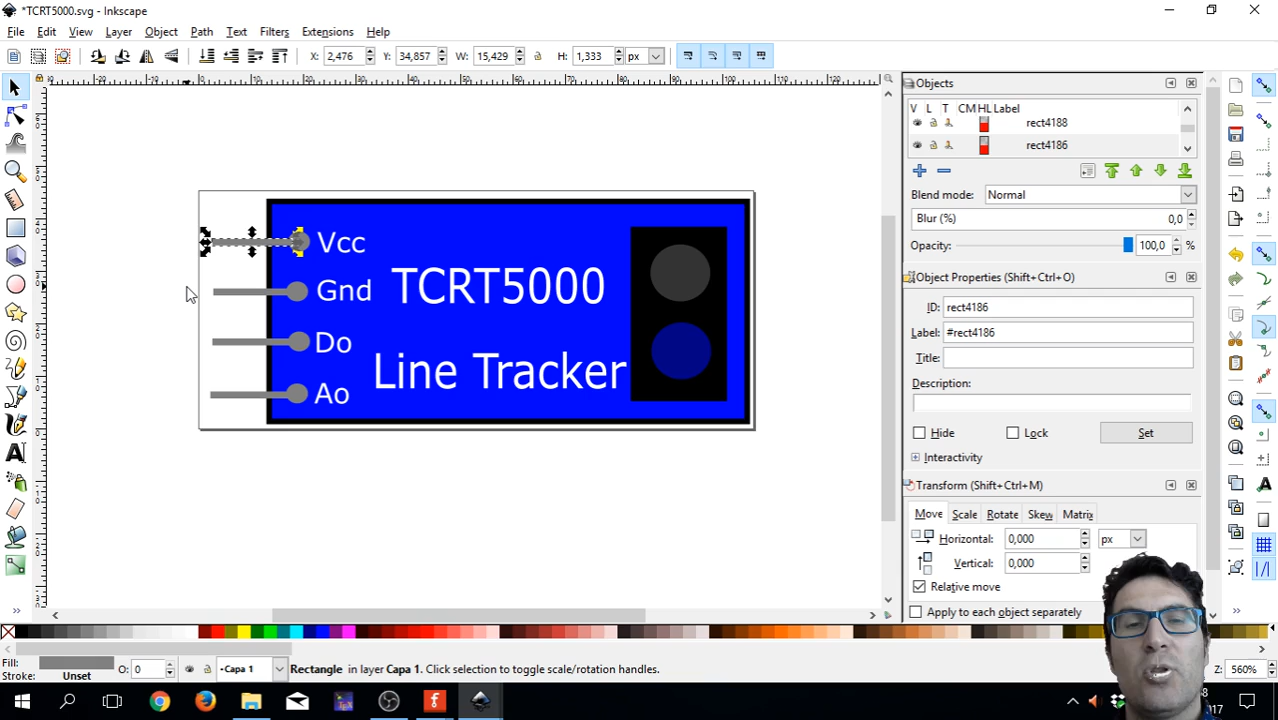 *TCRT5000.svg - Inkscape
File Edit View Layer Object Path Text Filters Extensions Help
X: 2,476 Y: 34,857 W: 15,429 H: 1,333 px
Objects
V L T CM HL Label
rect4188
rect4186
Blend mode: Normal
Blur (%) 0,0
Opacity: 100,0 %
Object Properties (Shift+Ctrl+O)
ID: rect4186
Label: #rect4186
Title:
Description:
Hide Lock Set
Interactivity
Transform (Shift+Ctrl+M)
Move Scale Rotate Skew Matrix
Horizontal: 0,000 px
Vertical: 0,000
Relative move
Apply to each object separately
Vcc
Gnd
Do
Ao
TCRT5000
Line Tracker
Fill:
Stroke: Unset
O: 0
Capa 1
Rectangle in layer Capa 1. Click selection to toggle scale/rotation handles.
Z: 560%